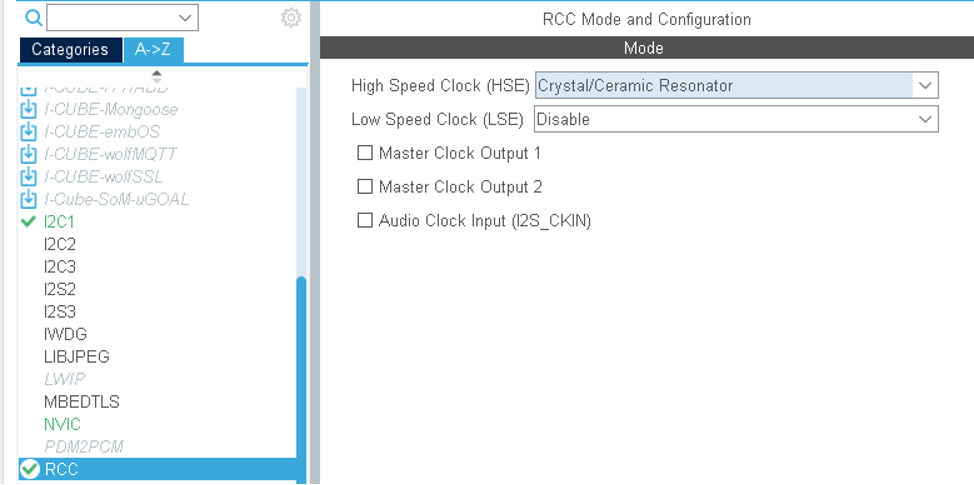 RCC Mode and Configuration
Categories A->Z
Mode
High Speed Clock (HSE) Crystal/Ceramic Resonator
Low Speed Clock (LSE) Disable
Master Clock Output 1
Master Clock Output 2
Audio Clock Input (I2S_CKIN)
I-CUBE-Mongoose
I-CUBE-embOS
I-CUBE-wolfMQTT
I-CUBE-wolfSSL
I-Cube-SoM-uGOAL
I2C1
I2C2
I2C3
I2S2
I2S3
IWDG
LIBJPEG
LWIP
MBEDTLS
NVIC
PDM2PCM
RCC